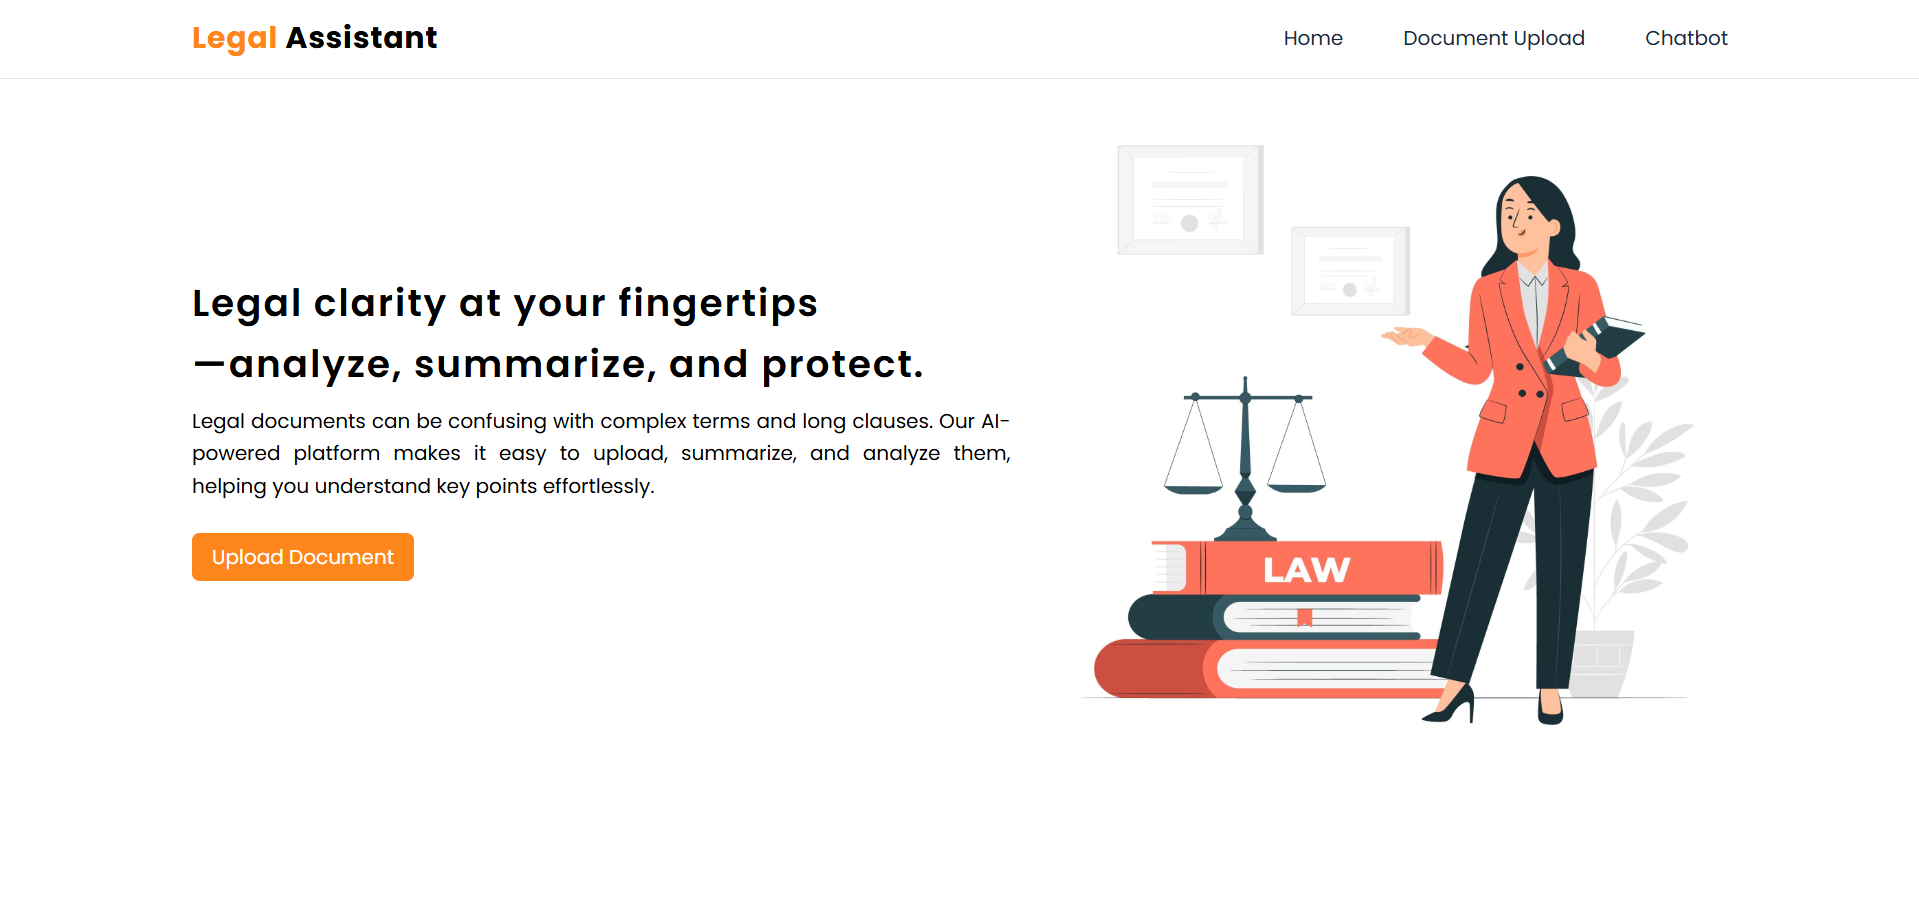 Legal Assistant
Home
Document Upload
Chatbot
Legal clarity at your fingertips
—analyze, summarize, and protect.
Legal documents can be confusing with complex terms and long clauses. Our AI-
powered platform makes it easy to upload, summarize, and analyze them,
helping you understand key points effortlessly.
Upload Document
LAW